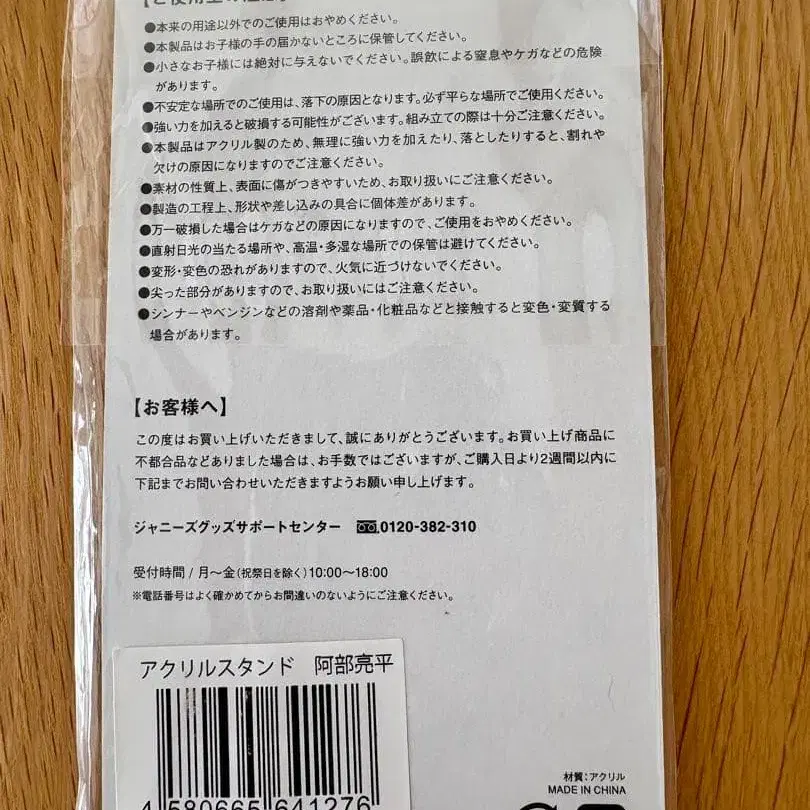 【ご使用上の注意】
●本来の用途以外でのご使用はおやめください。
●本製品はお子様の手の届かないところに保管してください。
●小さなお子様には絶対に与えないでください。誤飲による窒息やケガなどの危険
があります。
●不安定な場所でのご使用は、落下の原因となります。必ず平らな場所でご使用ください。
●強い力を加えると破損する可能性がございます。組み立ての際は十分ご注意ください。
●本製品はアクリル製のため、無理に強い力を加えたり、落としたりすると、割れや
欠けの原因になりますのでご注意ください。
●素材の性質上、表面に傷がつきやすいため、お取り扱いにご注意ください。
●製造の工程上、形状や差し込みの具合に個体差があります。
●万一破損した場合はケガなどの原因になりますので、ご使用をおやめください。
●直射日光の当たる場所や、高温・多湿な場所での保管は避けてください。
●変形・変色の恐れがありますので、火気に近づけないでください。
●尖った部分がありますので、お取り扱いにはご注意ください。
●シンナーやベンジンなどの溶剤や薬品・化粧品などと接触すると変色・変質する
場合があります。
【お客様へ】
この度はお買い上げいただきまして、誠にありがとうございます。お買い上げ商品に
不都合品などありました場合は、お手数ではございますが、ご購入日より2週間以内に
下記までお問い合わせいただきますようお願い申し上げます。
ジャニーズグッズサポートセンター 0120-382-310
受付時間 / 月～金（祝祭日を除く）10:00～18:00
※電話番号はよく確かめてからお間違いのないようにご注意ください。
アクリルスタンド 阿部亮平
4 580665 641276
材質：アクリル
MADE IN CHINA